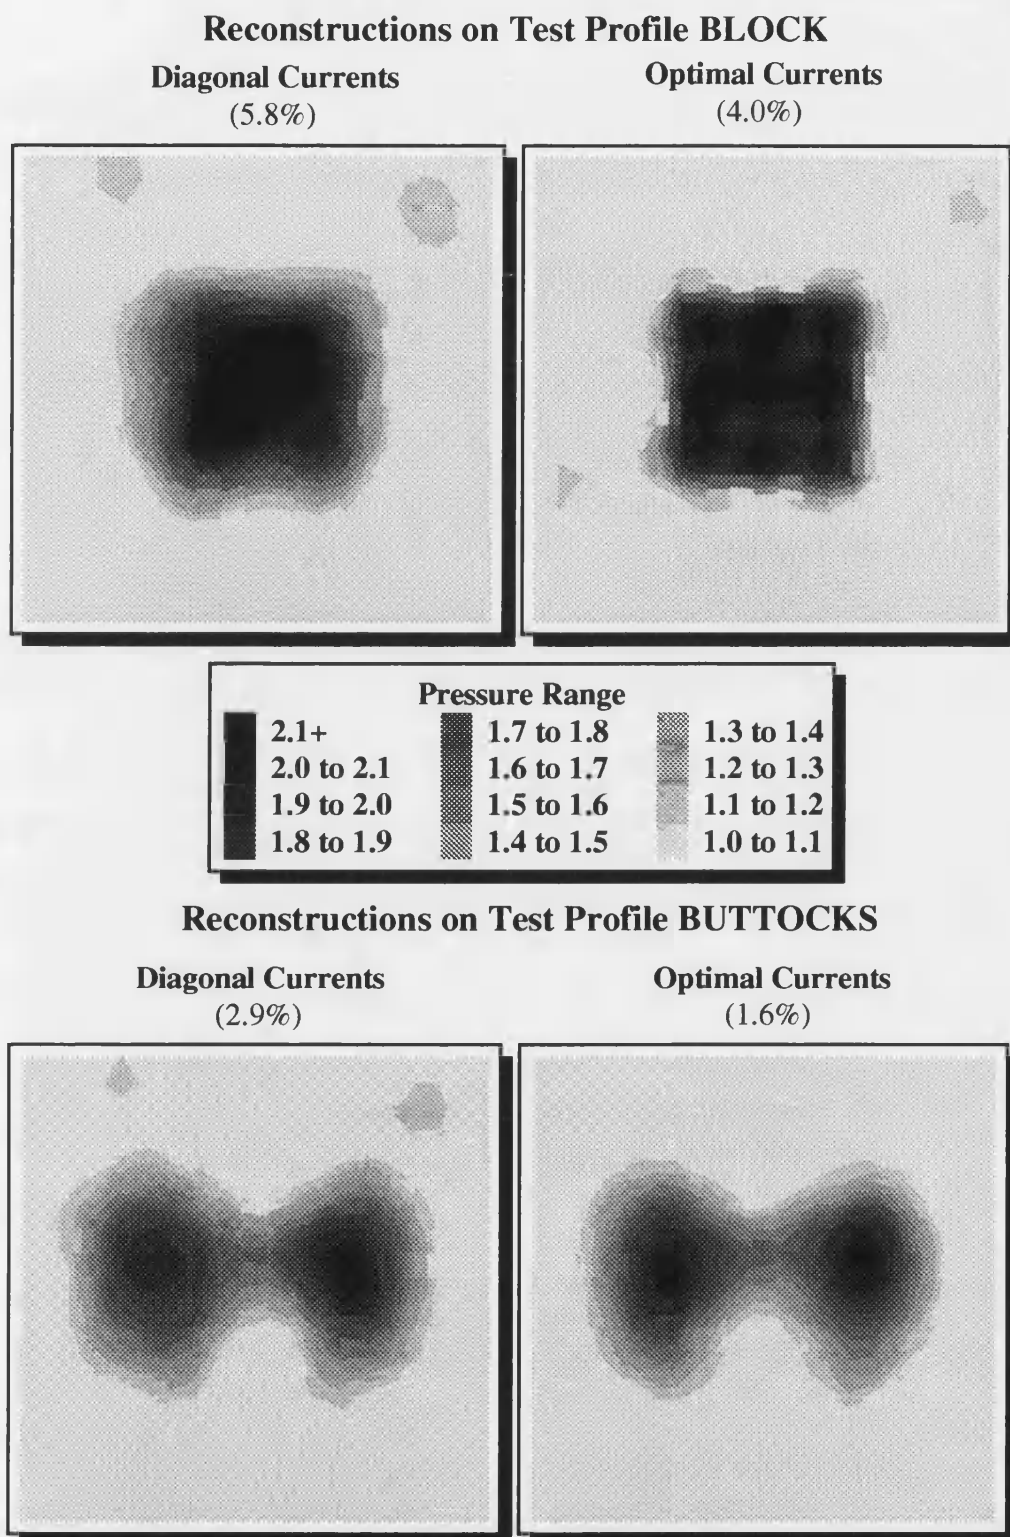 Reconstructions on Test Profile BLOCK
Diagonal Currents
(5.8%)
Optimal Currents
(4.0%)
Pressure Range
2.1+
2.0 to 2.1
1.9 to 2.0
1.8 to 1.9
1.7 to 1.8
1.6 to 1.7
1.5 to 1.6
1.4 to 1.5
1.3 to 1.4
1.2 to 1.3
1.1 to 1.2
1.0 to 1.1
Reconstructions on Test Profile BUTTOCKS
Diagonal Currents
(2.9%)
Optimal Currents
(1.6%)